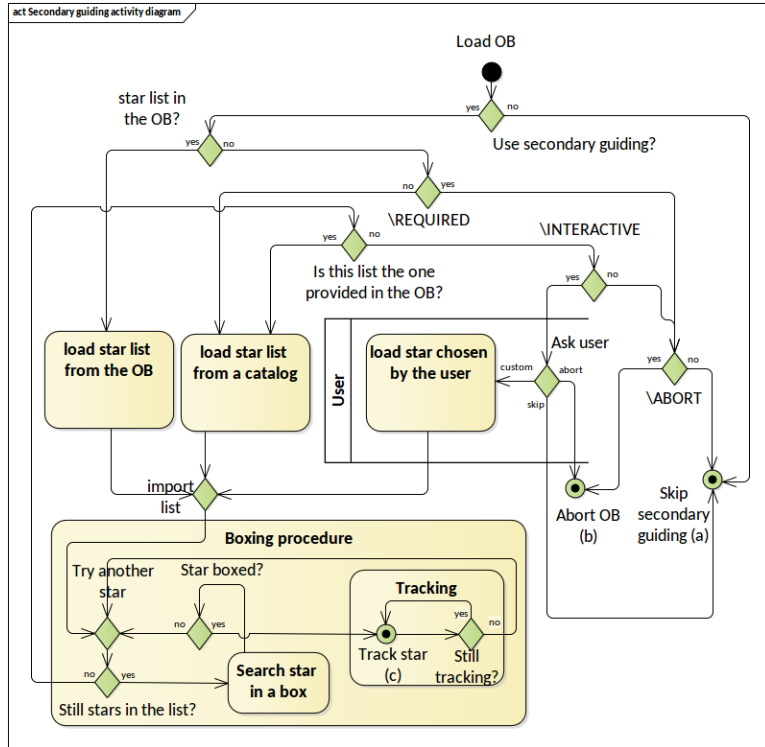 act Secondary guiding activity diagram
Load OB
yes
no
Use secondary guiding?
star list in
the OB?
yes
no
no
yes
\REQUIRED
yes
no
Is this list the one
provided in the OB?
\INTERACTIVE
yes
no
load star list
from the OB
load star list
from a catalog
User
load star chosen
by the user
Ask user
custom
abort
skip
yes
no
\ABORT
import
list
Abort OB
(b)
Skip
secondary
guiding (a)
Boxing procedure
Try another
star
Star boxed?
no
yes
Tracking
yes
no
Track star
(c)
Still
tracking?
no
yes
Search star
in a box
Still stars in the list?